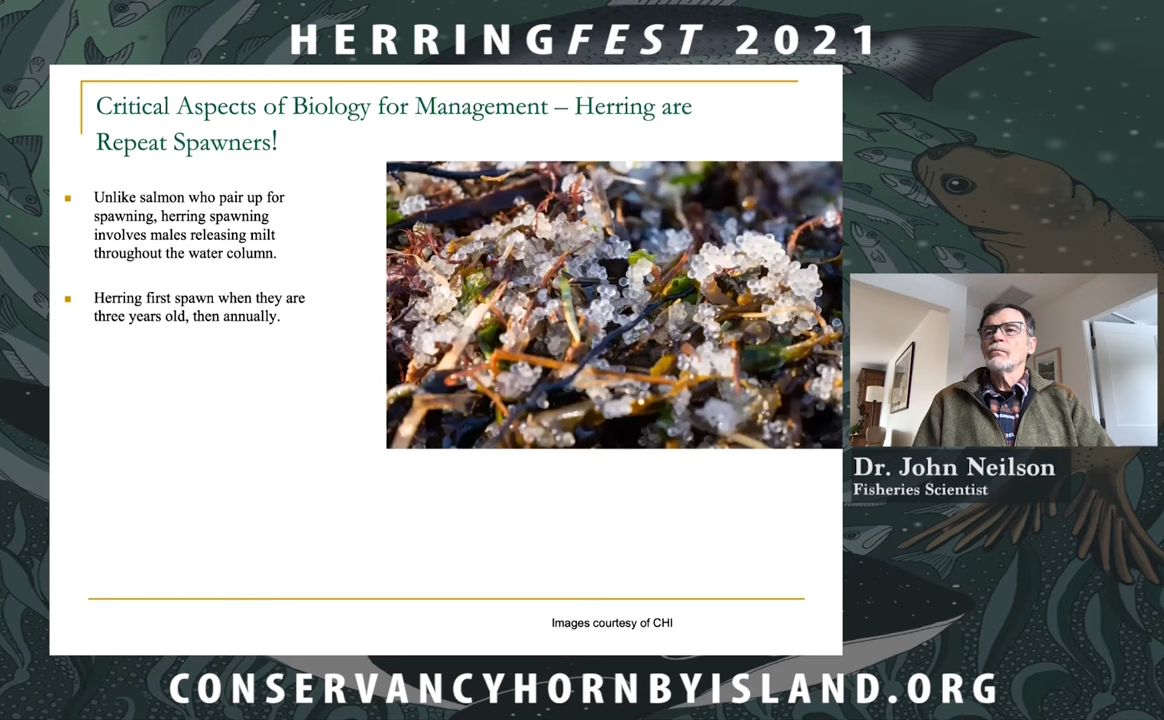 HERRINGFEST 2021
Critical Aspects of Biology for Management – Herring are
Repeat Spawners!
Unlike salmon who pair up for
spawning, herring spawning
involves males releasing milt
throughout the water column.
Herring first spawn when they are
three years old, then annually.
Dr. John Neilson
Fisheries Scientist
Images courtesy of CHI
CONSERVANCYHORNBYISLAND.ORG